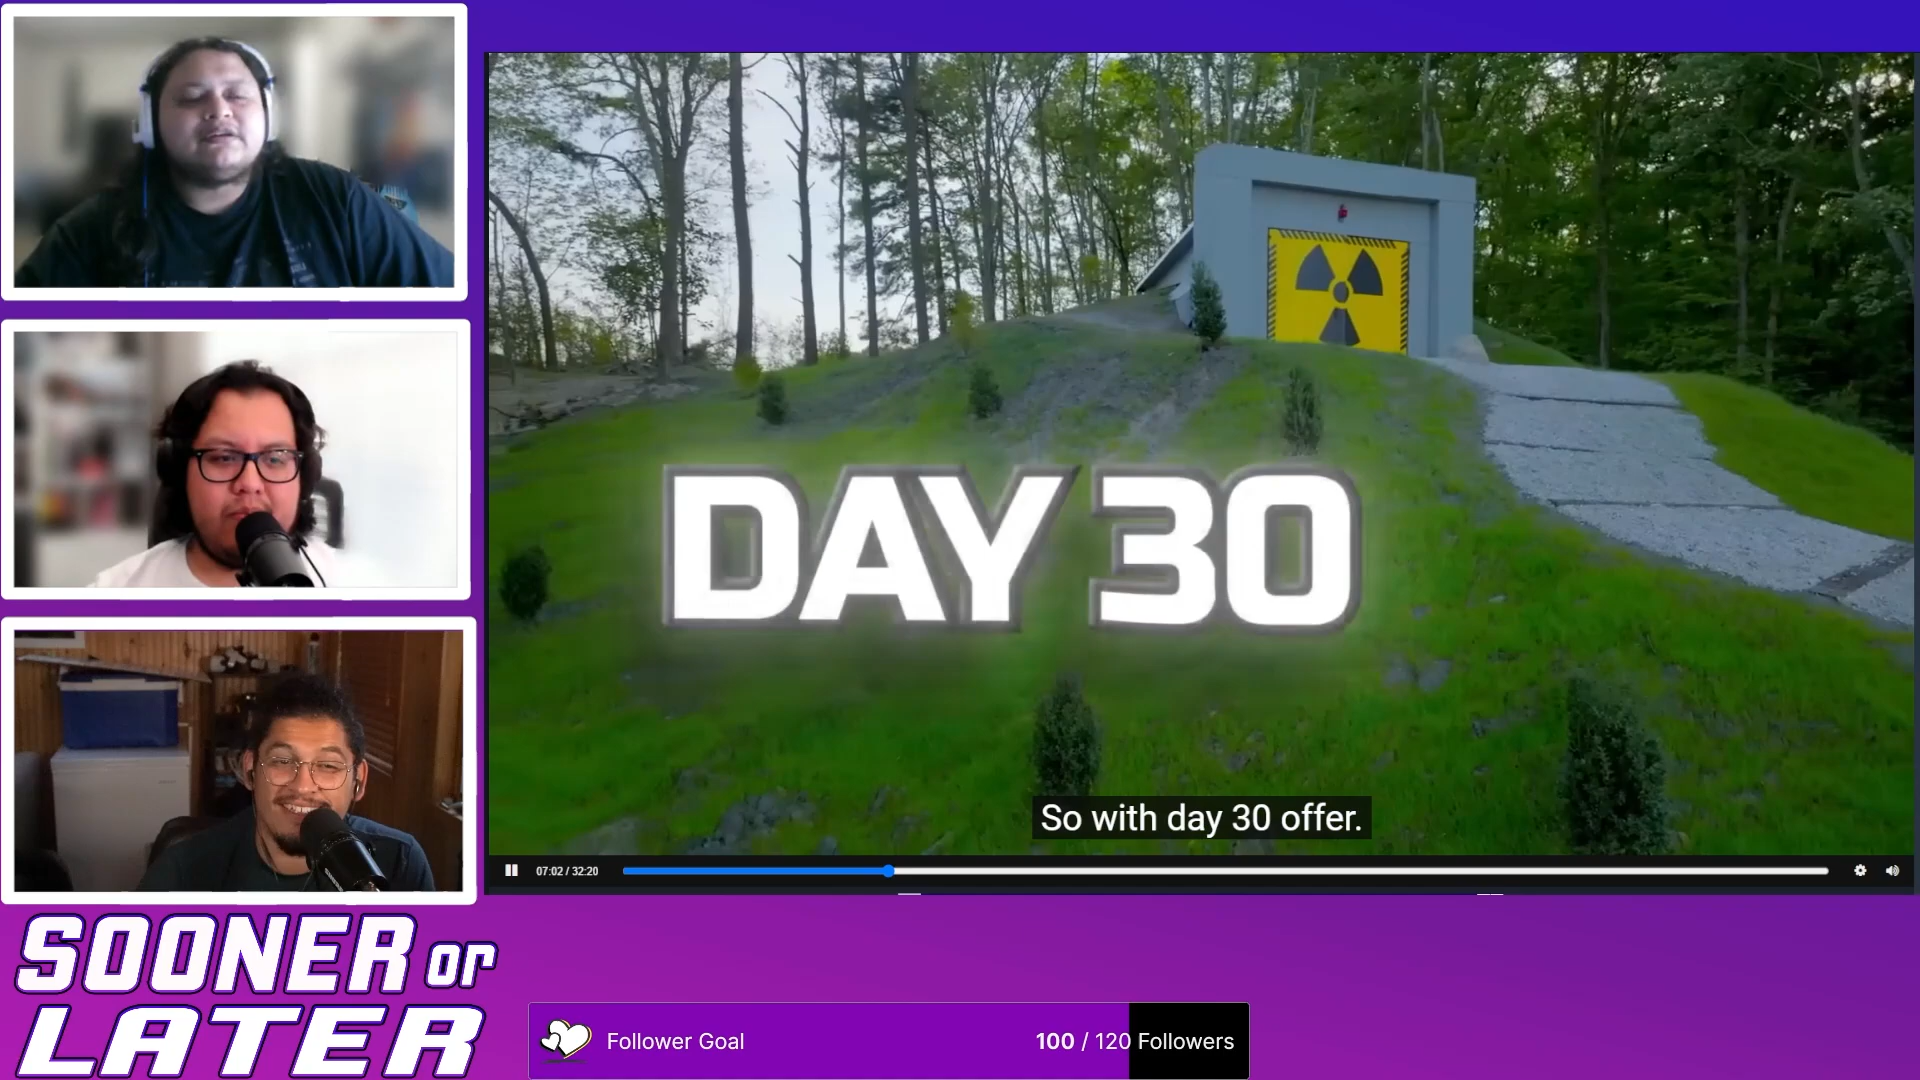 DAY 30
So with day 30 offer.
07:02 / 32:20
SOONER or
LATER
Follower Goal
100 / 120 Followers